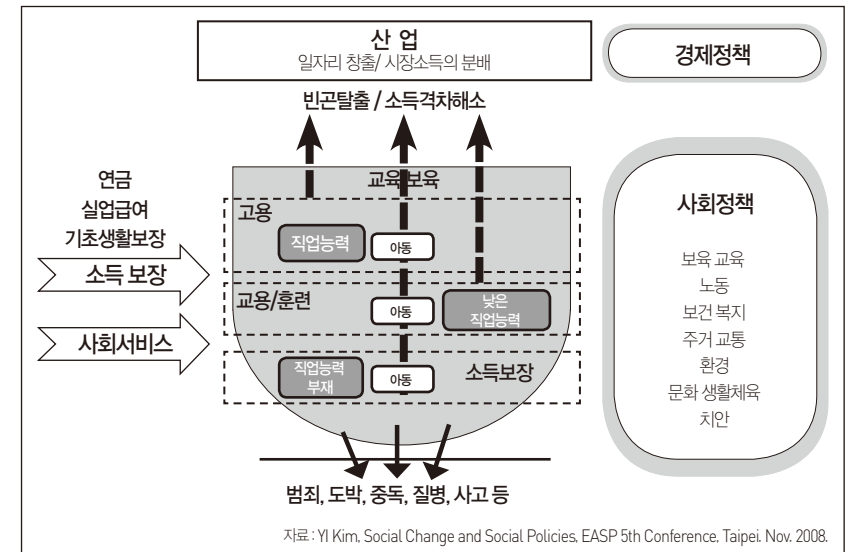 산 업
일자리 창출/ 시장소득의 분배
경제정책
빈곤탈출 / 소득격차해소
연금
실업급여
기초생활보장
소득 보장
사회서비스
교육 보육
고용
직업능력
아동
교용/훈련
아동
낮은
직업능력
직업능력
부재
아동
소득보장
범죄, 도박, 중독, 질병, 사고 등
사회정책
보육 교육
노동
보건 복지
주거 교통
환경
문화 생활체육
치안
자료 : YI Kim, Social Change and Social Policies, EASP 5th Conference, Taipei. Nov. 2008.